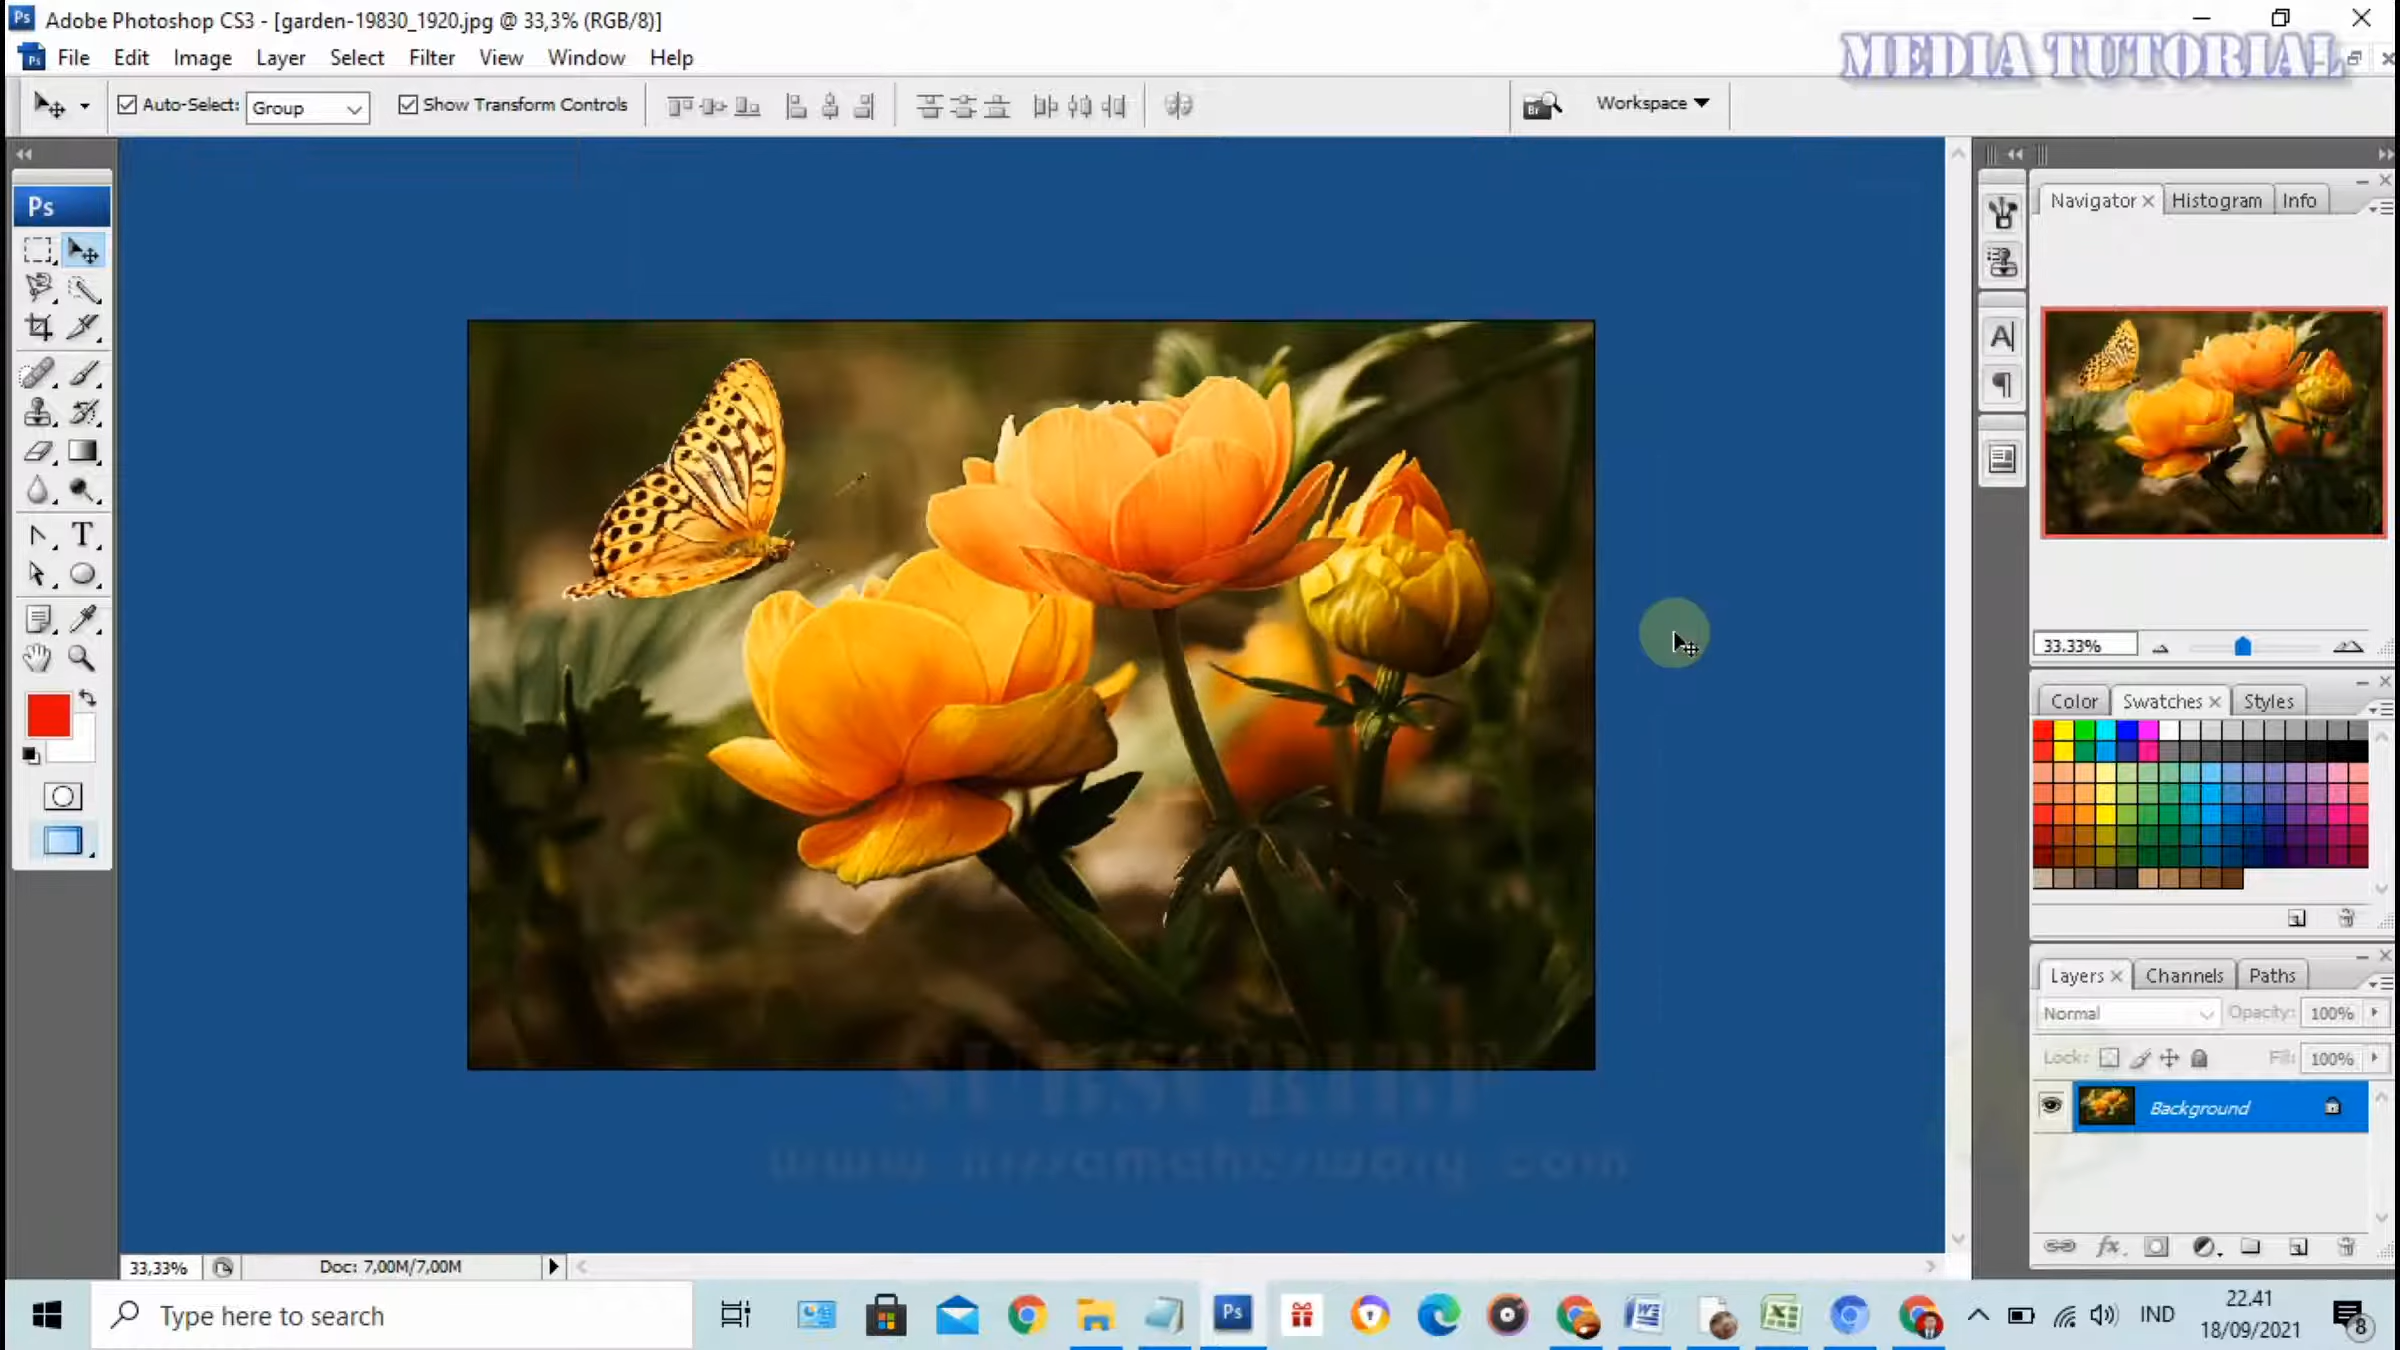 Adobe Photoshop CS3 - [garden-19830_1920.jpg @ 33,3% (RGB/8)]
File Edit Image Layer Select Filter View Window Help
MEDIA TUTORIAL
Auto-Select: Group Show Transform Controls
Workspace
Ps
Navigator Histogram Info
33.33%
Color Swatches Styles
Layers Channels Paths
Normal Opacity: 100%
Lock: Fill: 100%
Background
SUBSCRIBE
33,33% Doc: 7,00M/7,00M
Type here to search
IND
22.41
18/09/2021
8